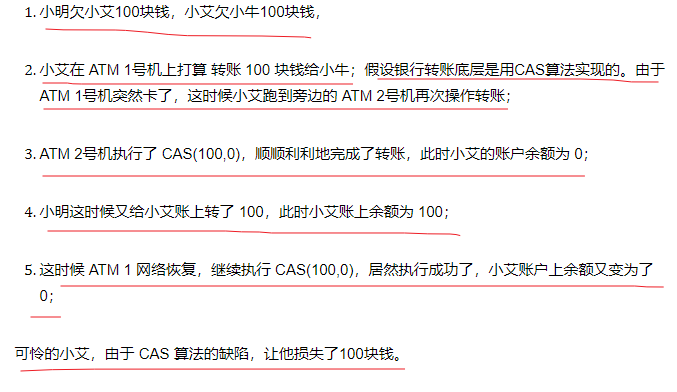 1. 小明欠小艾100块钱，小艾欠小牛100块钱，
2. 小艾在 ATM 1号机上打算 转账 100 块钱给小牛；假设银行转账底层是用CAS算法实现的。由于
ATM 1号机突然卡了，这时候小艾跑到旁边的 ATM 2号机再次操作转账；
3. ATM 2号机执行了 CAS(100,0)，顺顺利利地完成了转账，此时小艾的账户余额为 0；
4. 小明这时候又给小艾账上转了 100，此时小艾账上余额为 100；
5. 这时候 ATM 1 网络恢复，继续执行 CAS(100,0)，居然执行成功了，小艾账户上余额又变为了
0；
可怜的小艾，由于 CAS 算法的缺陷，让他损失了100块钱。